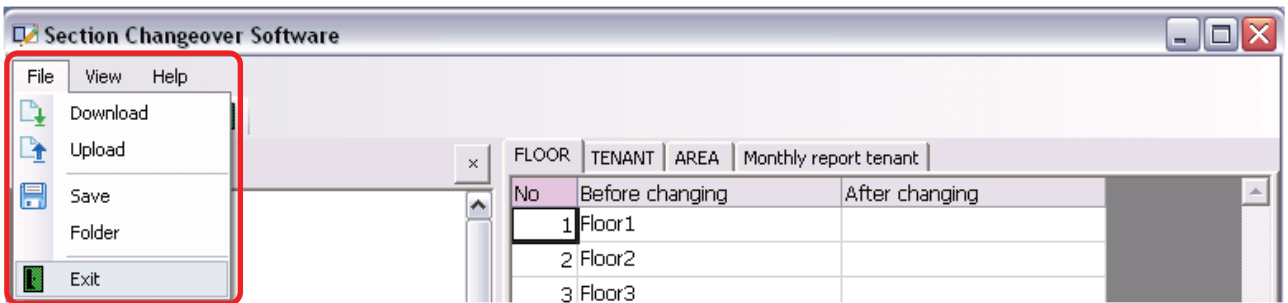 Section Changeover Software
File View Help
Download
Upload
Save
Folder
Exit
FLOOR TENANT AREA Monthly report tenant
No Before changing After changing
1 Floor1
2 Floor2
3 Floor3